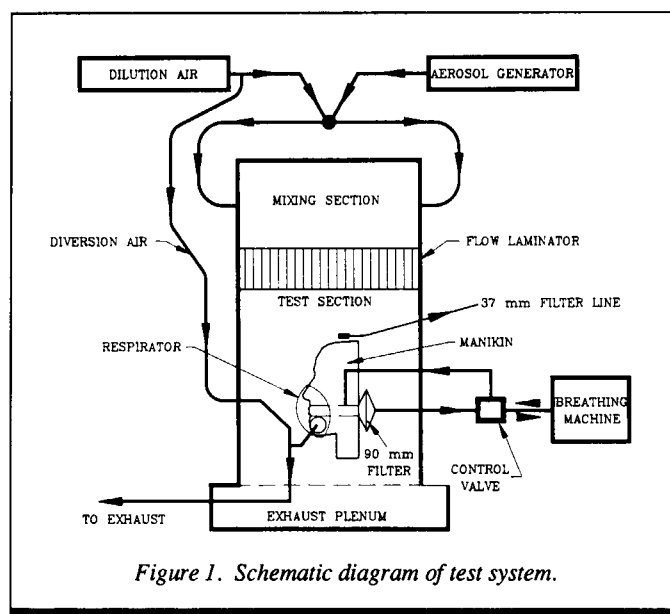 DILUTION AIR
AEROSOL GENERATOR
MIXING SECTION
DIVERSION AIR
FLOW LAMINATOR
TEST SECTION
37 mm FILTER LINE
RESPIRATOR
MANIKIN
BREATHING
MACHINE
90 mm
FILTER
CONTROL
VALVE
TO EXHAUST
EXHAUST PLENUM
Figure 1. Schematic diagram of test system.